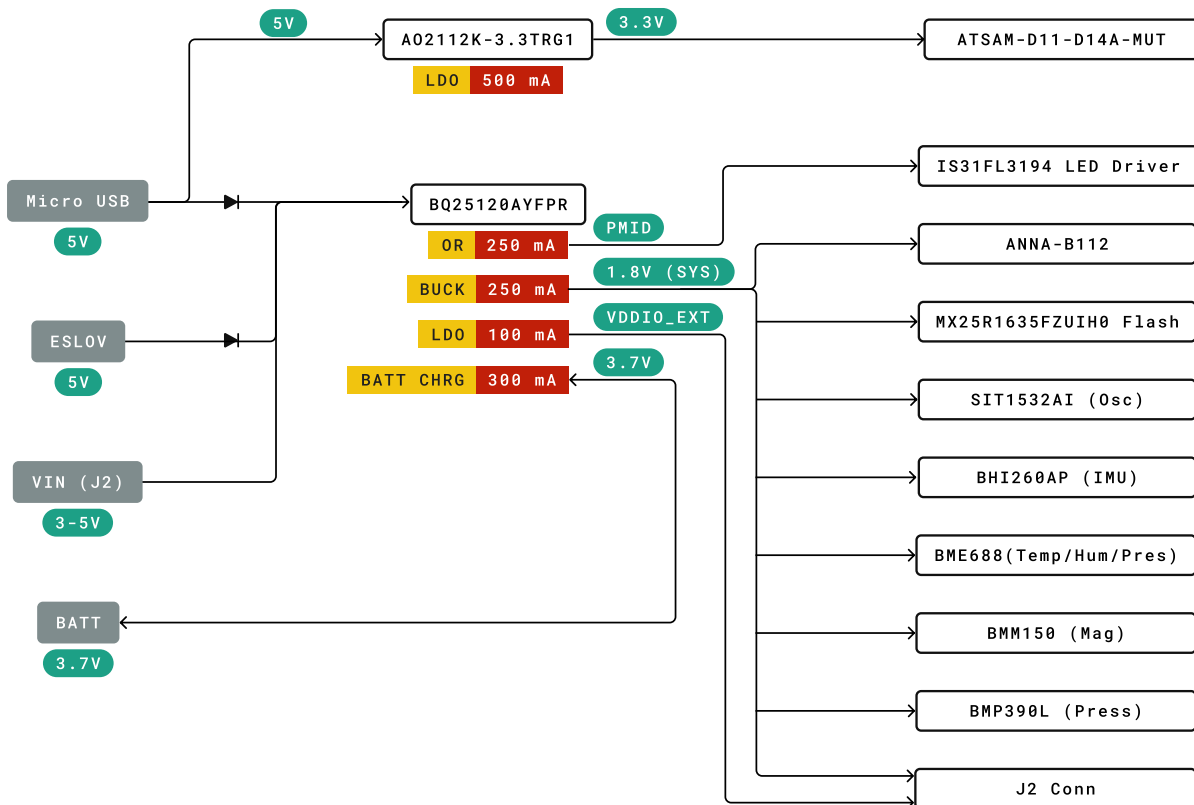 5V
AO2112K-3.3TRG1
3.3V
ATSAM-D11-D14A-MUT
LDO 500 mA
IS31FL3194 LED Driver
Micro USB
5V
BQ25120AYFPR
OR 250 mA
PMID
ANNA-B112
BUCK 250 mA
1.8V (SYS)
LDO 100 mA
VDDIO_EXT
MX25R1635FZUIH0 Flash
ESLOV
5V
BATT CHRG 300 mA
3.7V
SIT1532AI (Osc)
VIN (J2)
3-5V
BHI260AP (IMU)
BME688(Temp/Hum/Pres)
BATT
3.7V
BMM150 (Mag)
BMP390L (Press)
J2 Conn